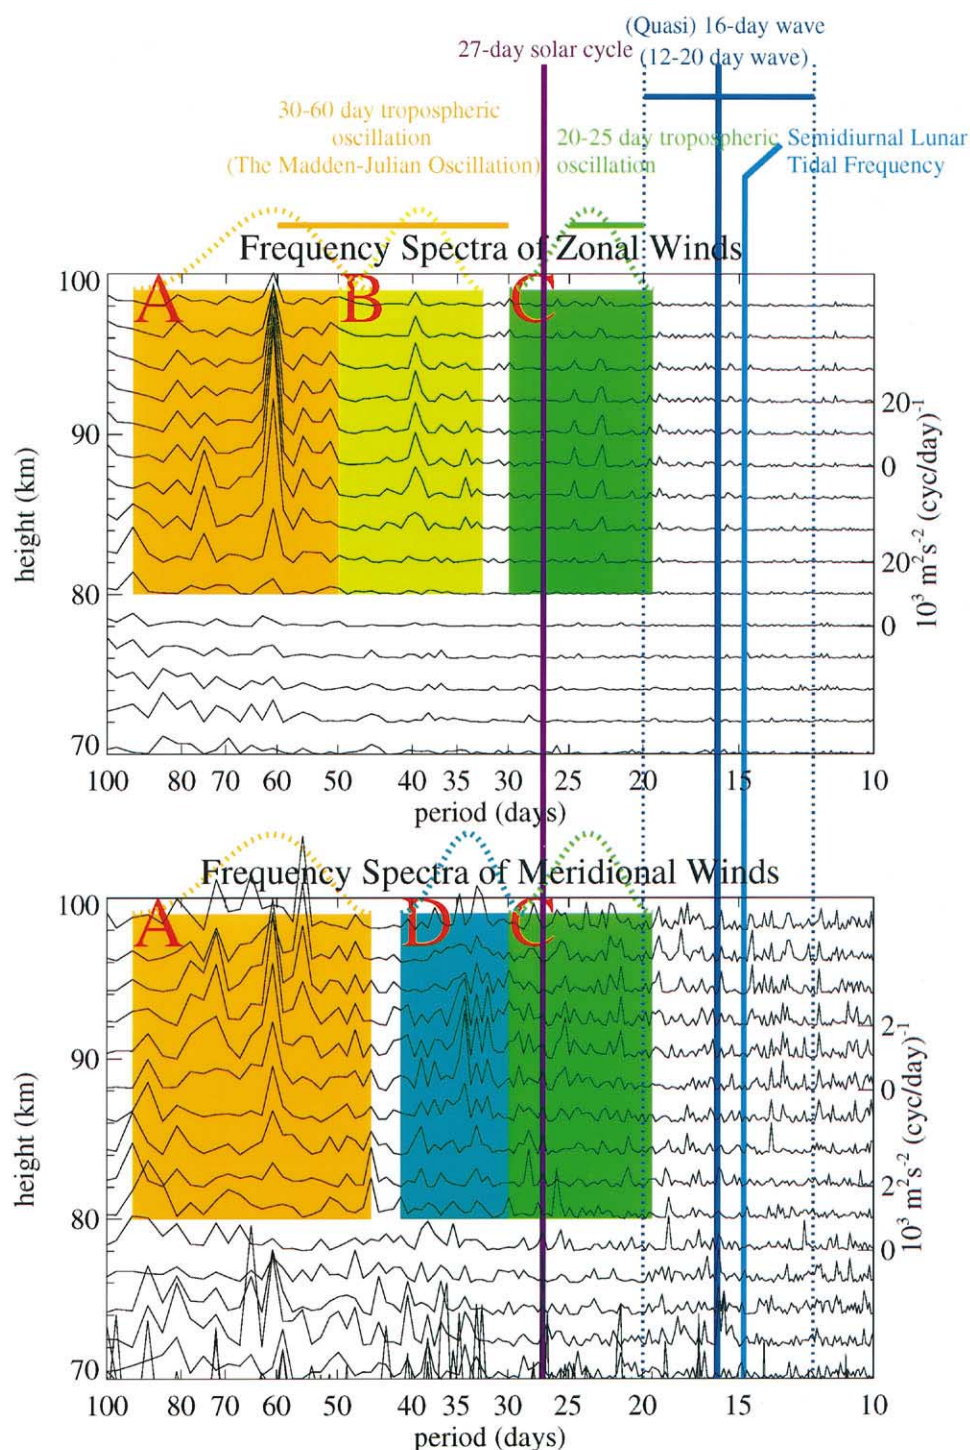 (Quasi) 16-day wave
27-day solar cycle
(12-20 day wave)
30-60 day tropospheric
oscillation
(The Madden-Julian Oscillation)
20-25 day tropospheric
oscillation
Semidiurnal Lunar
Tidal Frequency
Frequency Spectra of Zonal Winds
A
B
C
100
90
80
70
height (km)
20
0
20
0
10³ m²s⁻² (cyc/day)⁻¹
100 80 70 60 50 40 35 30 25 20 15 10
period (days)
Frequency Spectra of Meridional Winds
A
D
C
100
90
80
70
height (km)
2
0
2
0
10³ m²s⁻² (cyc/day)⁻¹
100 80 70 60 50 40 35 30 25 20 15 10
period (days)